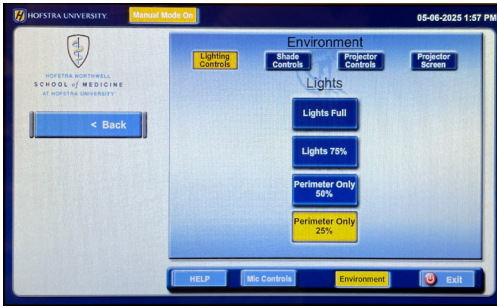 HOFSTRA UNIVERSITY.
Manual Mode On
05-06-2025 1:57 PM
HOFSTRA NORTHWELL
SCHOOL of MEDICINE
AT HOFSTRA UNIVERSITY
< Back
Environment
Lighting
Controls
Shade
Controls
Projector
Controls
Projector
Screen
Lights
Lights Full
Lights 75%
Perimeter Only
50%
Perimeter Only
25%
HELP
Mic Controls
Environment
Exit